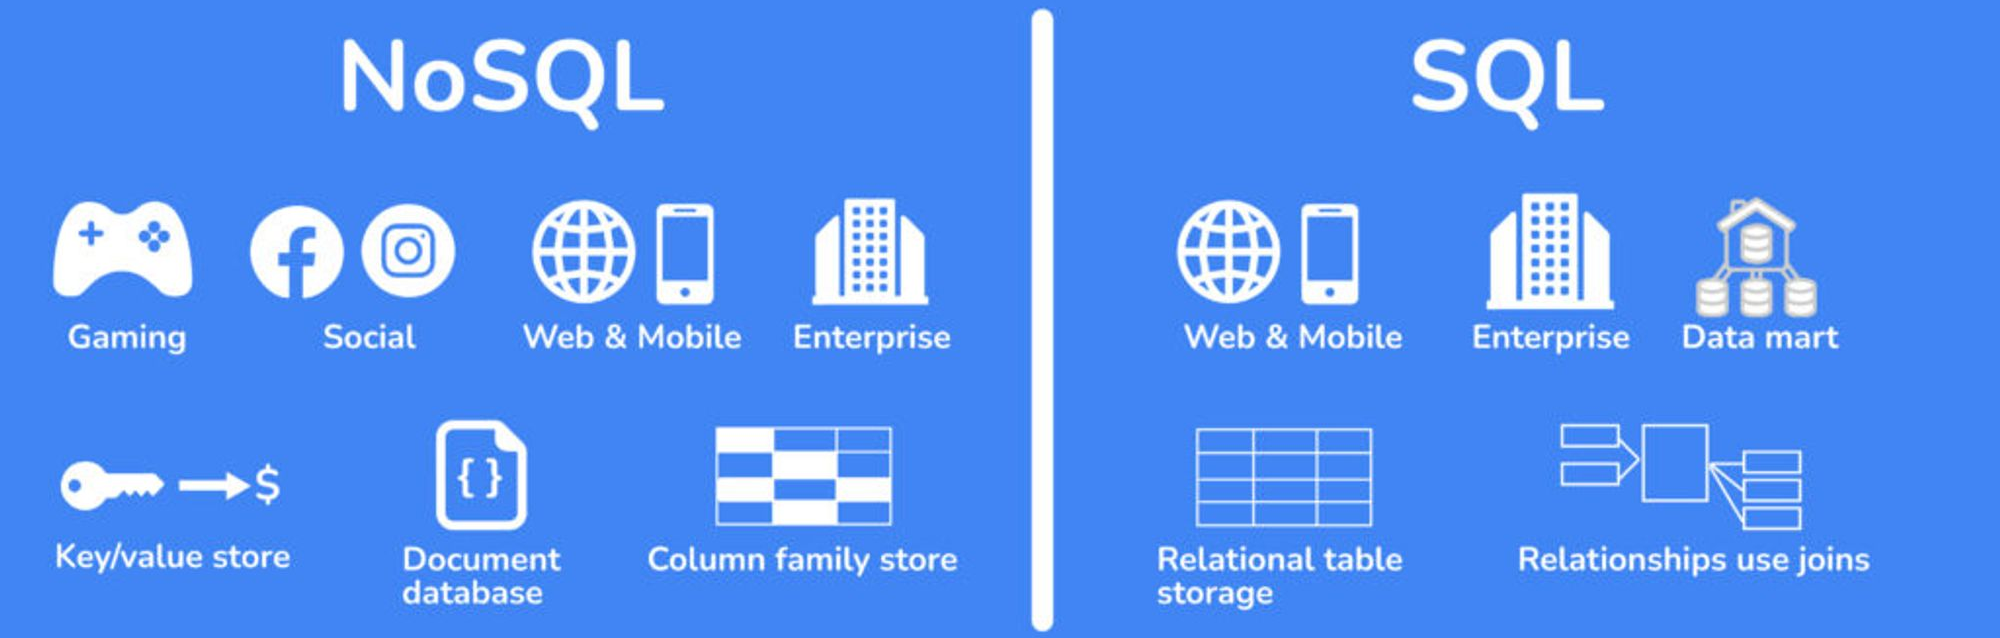 NoSQL
Gaming
Social
Web & Mobile
Enterprise
$
{}
Key/value store
Document
database
Column family store
SQL
Web & Mobile
Enterprise
Data mart
Relational table
storage
Relationships use joins